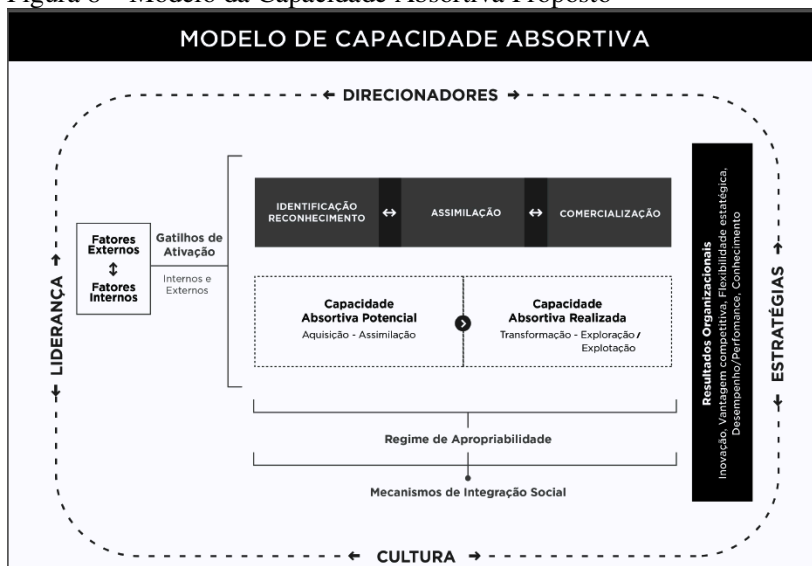 Figura 8 – Modelo da Capacidade Absortiva Proposto
MODELO DE CAPACIDADE ABSORTIVA
DIRECIONADORES
LIDERANÇA
Fatores
Externos
Fatores
Internos
Gatilhos de
Ativação
Internos e
Externos
IDENTIFICAÇÃO
RECONHECIMENTO
ASSIMILAÇÃO
COMERCIALIZAÇÃO
Capacidade
Absortiva Potencial
Aquisição - Assimilação
Capacidade
Absortiva Realizada
Transformação - Exploração /
Explotação
Regime de Apropriabilidade
Mecanismos de Integração Social
Resultados Organizacionais
Inovação, Vantagem competitiva, Flexibilidade estatégica,
Desempenho/Perfomance, Conhecimento
ESTRATÉGIAS
CULTURA